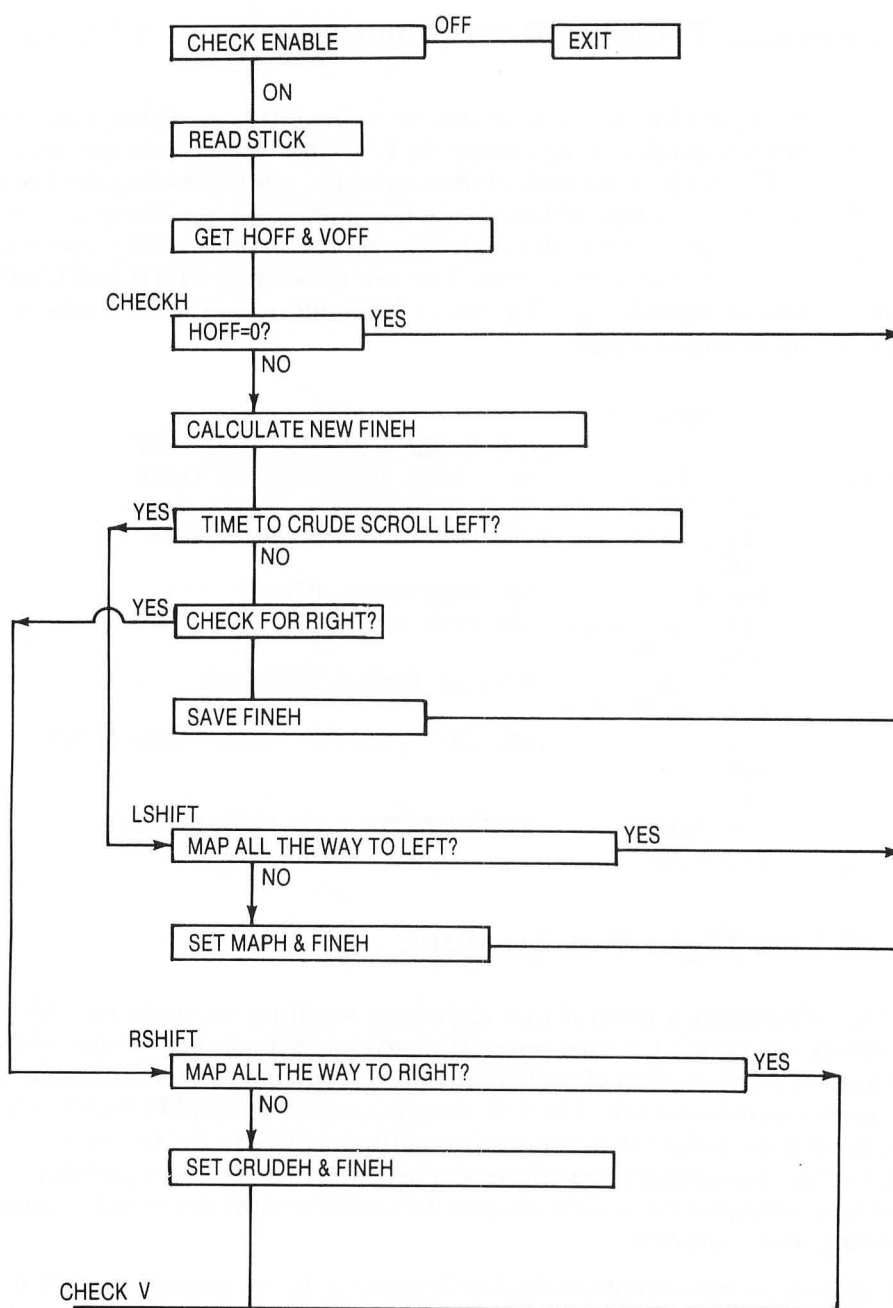 CHECK ENABLE
OFF
EXIT
ON
READ STICK
GET HOFF & VOFF
CHECKH
HOFF=0?
YES
NO
CALCULATE NEW FINEH
YES
TIME TO CRUDE SCROLL LEFT?
NO
YES
CHECK FOR RIGHT?
SAVE FINEH
LSHIFT
MAP ALL THE WAY TO LEFT?
YES
NO
SET MAPH & FINEH
RSHIFT
MAP ALL THE WAY TO RIGHT?
YES
NO
SET CRUDEH & FINEH
CHECK V